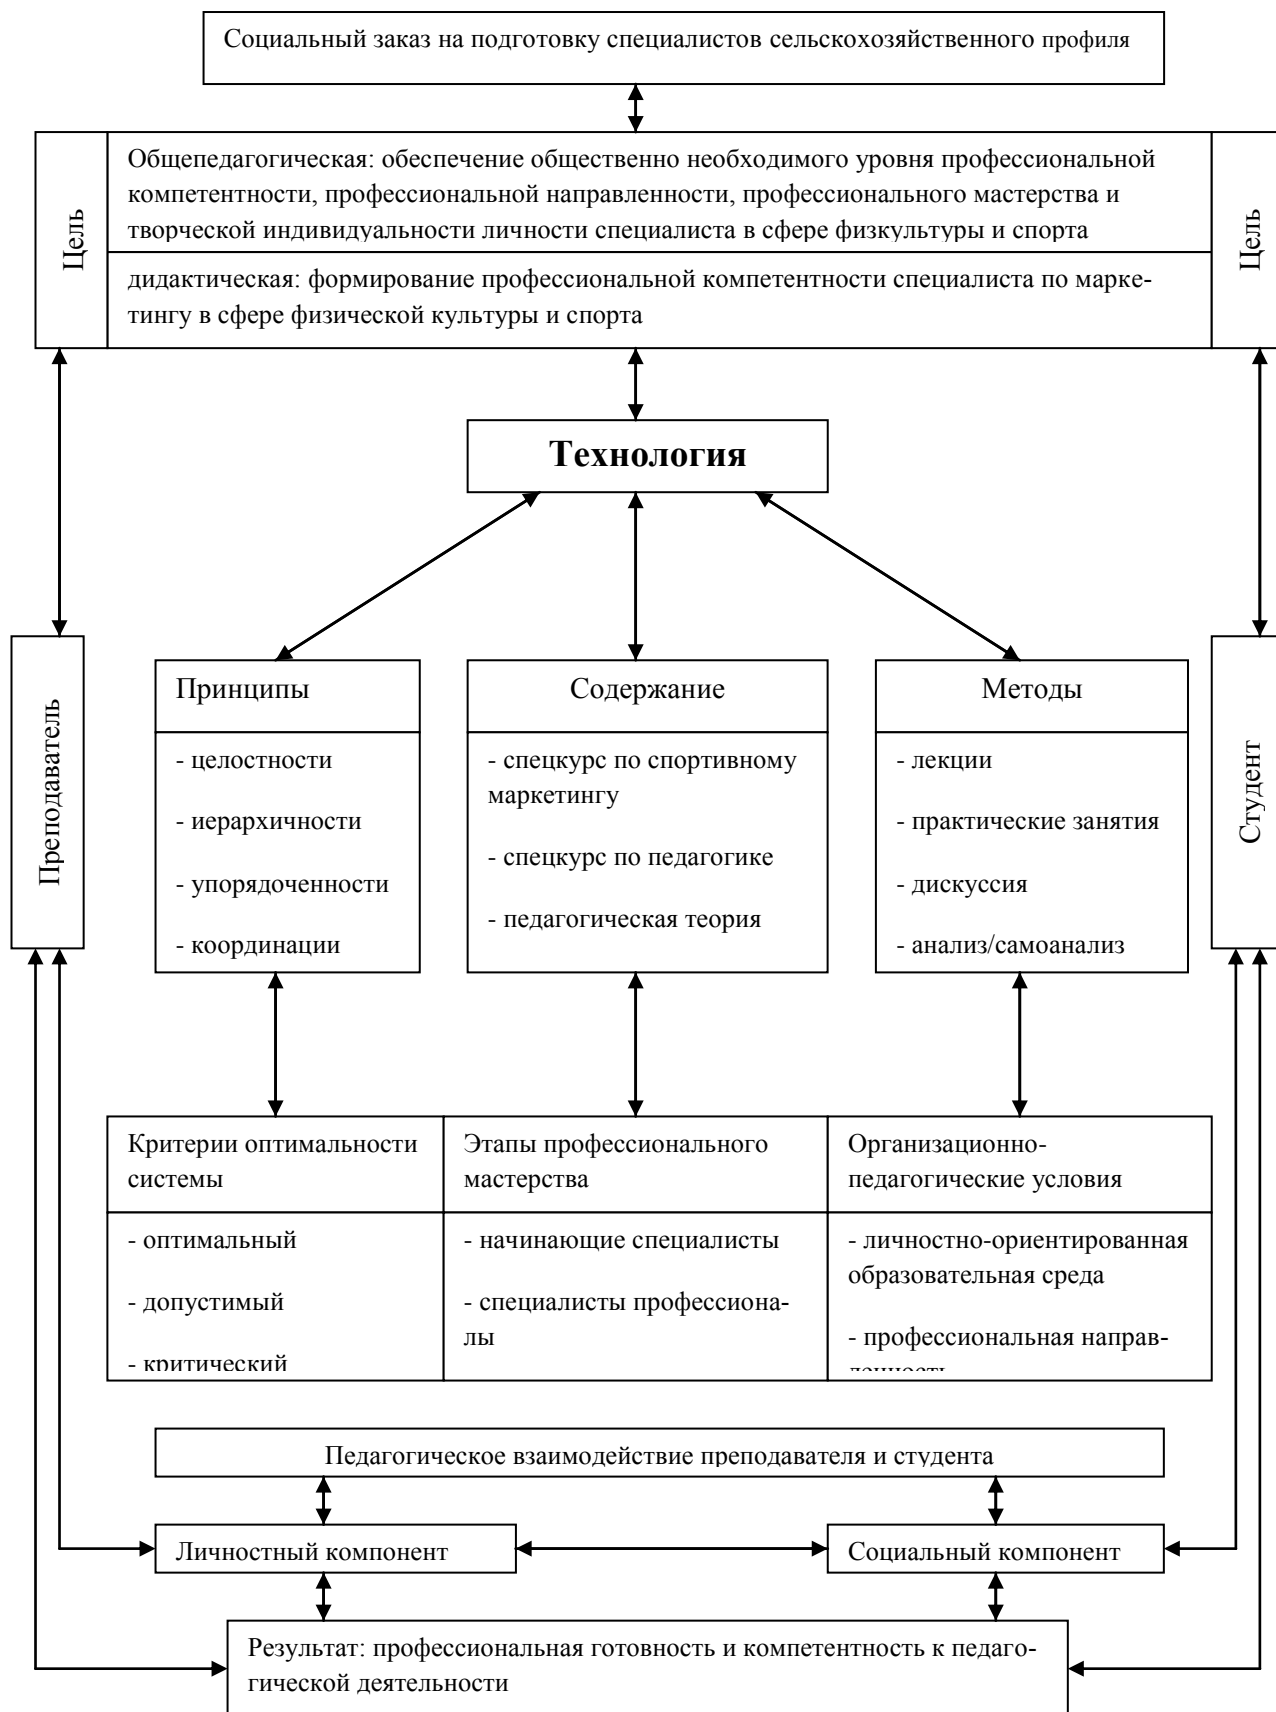 Социальный заказ на подготовку специалистов сельскохозяйственного профиля
Цель
Общепедагогическая: обеспечение общественно необходимого уровня профессиональной
компетентности, профессиональной направленности, профессионального мастерства и
творческой индивидуальности личности специалиста в сфере физкультуры и спорта
дидактическая: формирование профессиональной компетентности специалиста по марке-
тингу в сфере физической культуры и спорта
Цель
Технология
Преподаватель
Принципы
- целостности
- иерархичности
- упорядоченности
- координации
Содержание
- спецкурс по спортивному
маркетингу
- спецкурс по педагогике
- педагогическая теория
Методы
- лекции
- практические занятия
- дискуссия
- анализ/самоанализ
Студент
Критерии оптимальности
системы
- оптимальный
- допустимый
- критический
Этапы профессионального
мастерства
- начинающие специалисты
- специалисты профессиона-
лы
Организационно-
педагогические условия
- личностно-ориентированная
образовательная среда
- профессиональная направ-
ленность
Педагогическое взаимодействие преподавателя и студента
Личностный компонент
Социальный компонент
Результат: профессиональная готовность и компетентность к педаго-
гической деятельности